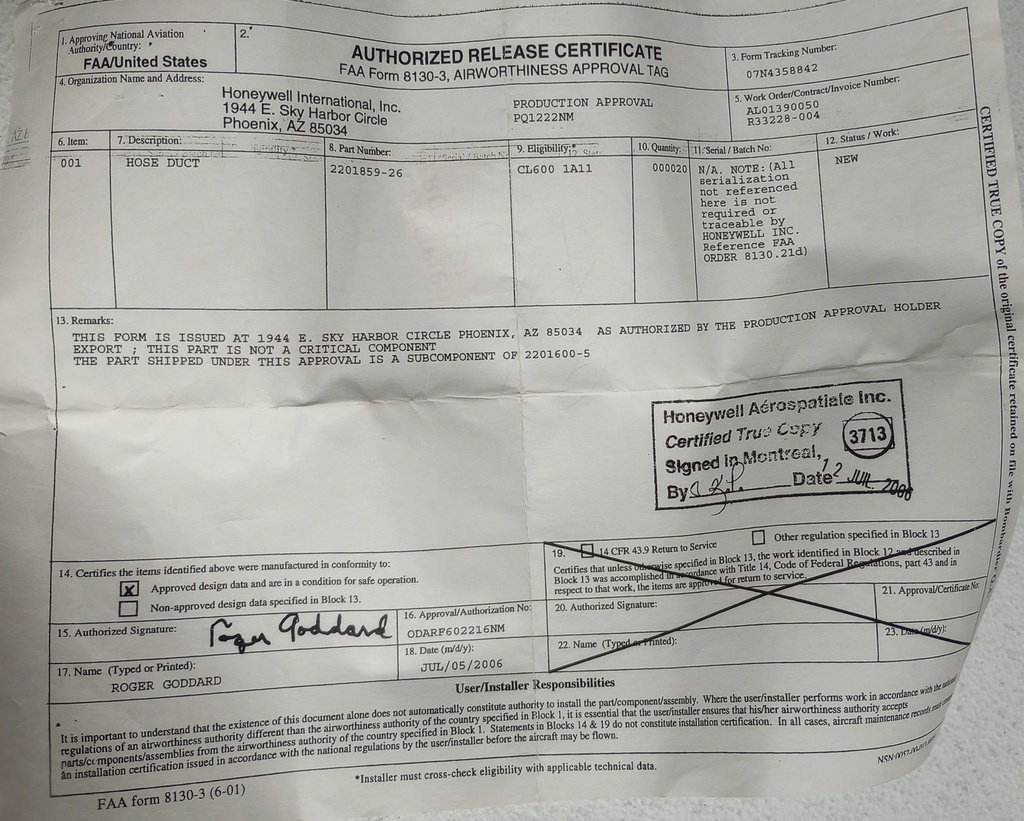 1. Approving National Aviation
Authority/Country:
FAA/United States
2.
AUTHORIZED RELEASE CERTIFICATE
FAA Form 8130-3, AIRWORTHINESS APPROVAL TAG
3. Form Tracking Number:
07N4358842
4. Organization Name and Address:
Honeywell International, Inc.
1944 E. Sky Harbor Circle
Phoenix, AZ 85034
PRODUCTION APPROVAL
PQ1222NM
5. Work Order/Contract/Invoice Number:
AL01390050
R33228-004
6. Item: 7. Description: 8. Part Number: 9. Eligibility:* 10. Quantity: 11. Serial / Batch No: 12. Status / Work:
001 HOSE DUCT 2201859-26 CL600 1A11 000020 N/A. NOTE:(All NEW
serialization
not referenced
here is not
required or
traceable by
HONEYWELL INC.
Reference FAA
ORDER 8130.21d)
13. Remarks:
THIS FORM IS ISSUED AT 1944 E. SKY HARBOR CIRCLE PHOENIX, AZ 85034 AS AUTHORIZED BY THE PRODUCTION APPROVAL HOLDER
EXPORT ; THIS PART IS NOT A CRITICAL COMPONENT
THE PART SHIPPED UNDER THIS APPROVAL IS A SUBCOMPONENT OF 2201600-5
Honeywell Aérospatiale Inc.
Certified True Copy
3713
Signed in Montreal,
By Date 12 JUL 2006
14. Certifies the items identified above were manufactured in conformity to:
X Approved design data and are in a condition for safe operation.
Non-approved design data specified in Block 13.
15. Authorized Signature: Roger Goddard
16. Approval/Authorization No:
ODARF602216NM
17. Name (Typed or Printed):
ROGER GODDARD
18. Date (m/d/y):
JUL/05/2006
19. 14 CFR 43.9 Return to Service Other regulation specified in Block 13
Certifies that unless otherwise specified in Block 13, the work identified in Block 12 and described in
Block 13 was accomplished in accordance with Title 14, Code of Federal Regulations, part 43 and in
respect to that work, the items are approved for return to service.
20. Authorized Signature:
21. Approval/Certificate No:
22. Name (Typed or Printed):
23. Date (m/d/y):
User/Installer Responsibilities
*
It is important to understand that the existence of this document alone does not automatically constitute authority to install the part/component/assembly. Where the user/installer performs work in accordance with the national
regulations of an airworthiness authority different than the airworthiness authority of the country specified in Block 1, it is essential that the user/installer ensures that his/her airworthiness authority accepts
parts/components/assemblies from the airworthiness authority of the country specified in Block 1. Statements in Blocks 14 & 19 do not constitute installation certification. In all cases, aircraft maintenance records must
an installation certification issued in accordance with the national regulations by the user/installer before the aircraft may be flown.
*Installer must cross-check eligibility with applicable technical data.
FAA form 8130-3 (6-01)
CERTIFIED TRUE COPY of the original certificate retained on file with Bombardier